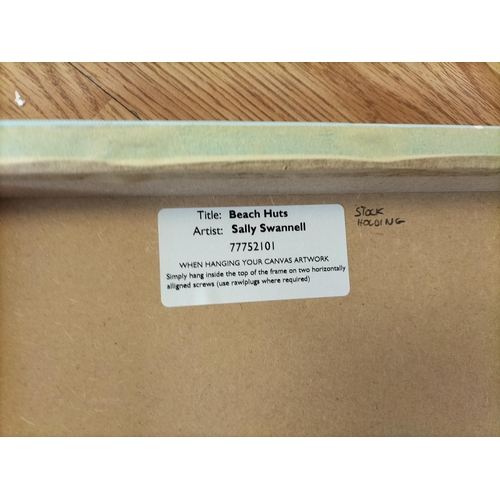 Title: Beach Huts
Artist: Sally Swannell
77752101
WHEN HANGING YOUR CANVAS ARTWORK
Simply hang inside the top of the frame on two horizontally
alligned screws (use rawlplugs where required)
STOCK
HOLDING